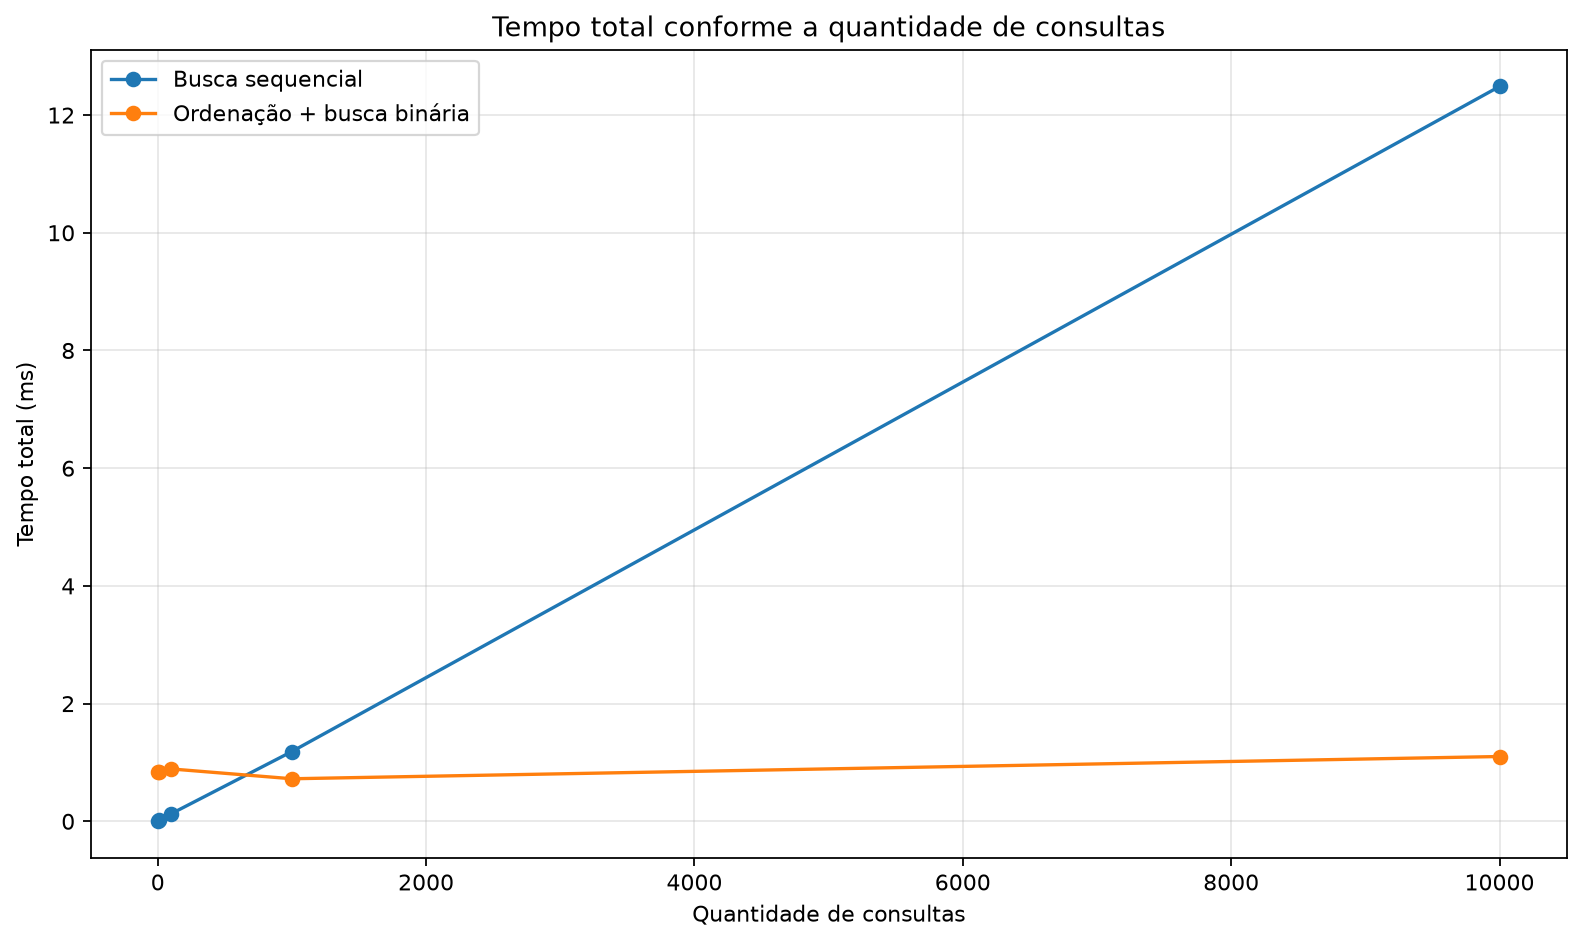 Tempo total conforme a quantidade de consultas
Busca sequencial
Ordenação + busca binária
Tempo total (ms)
12
10
8
6
4
2
0
0 2000 4000 6000 8000 10000
Quantidade de consultas